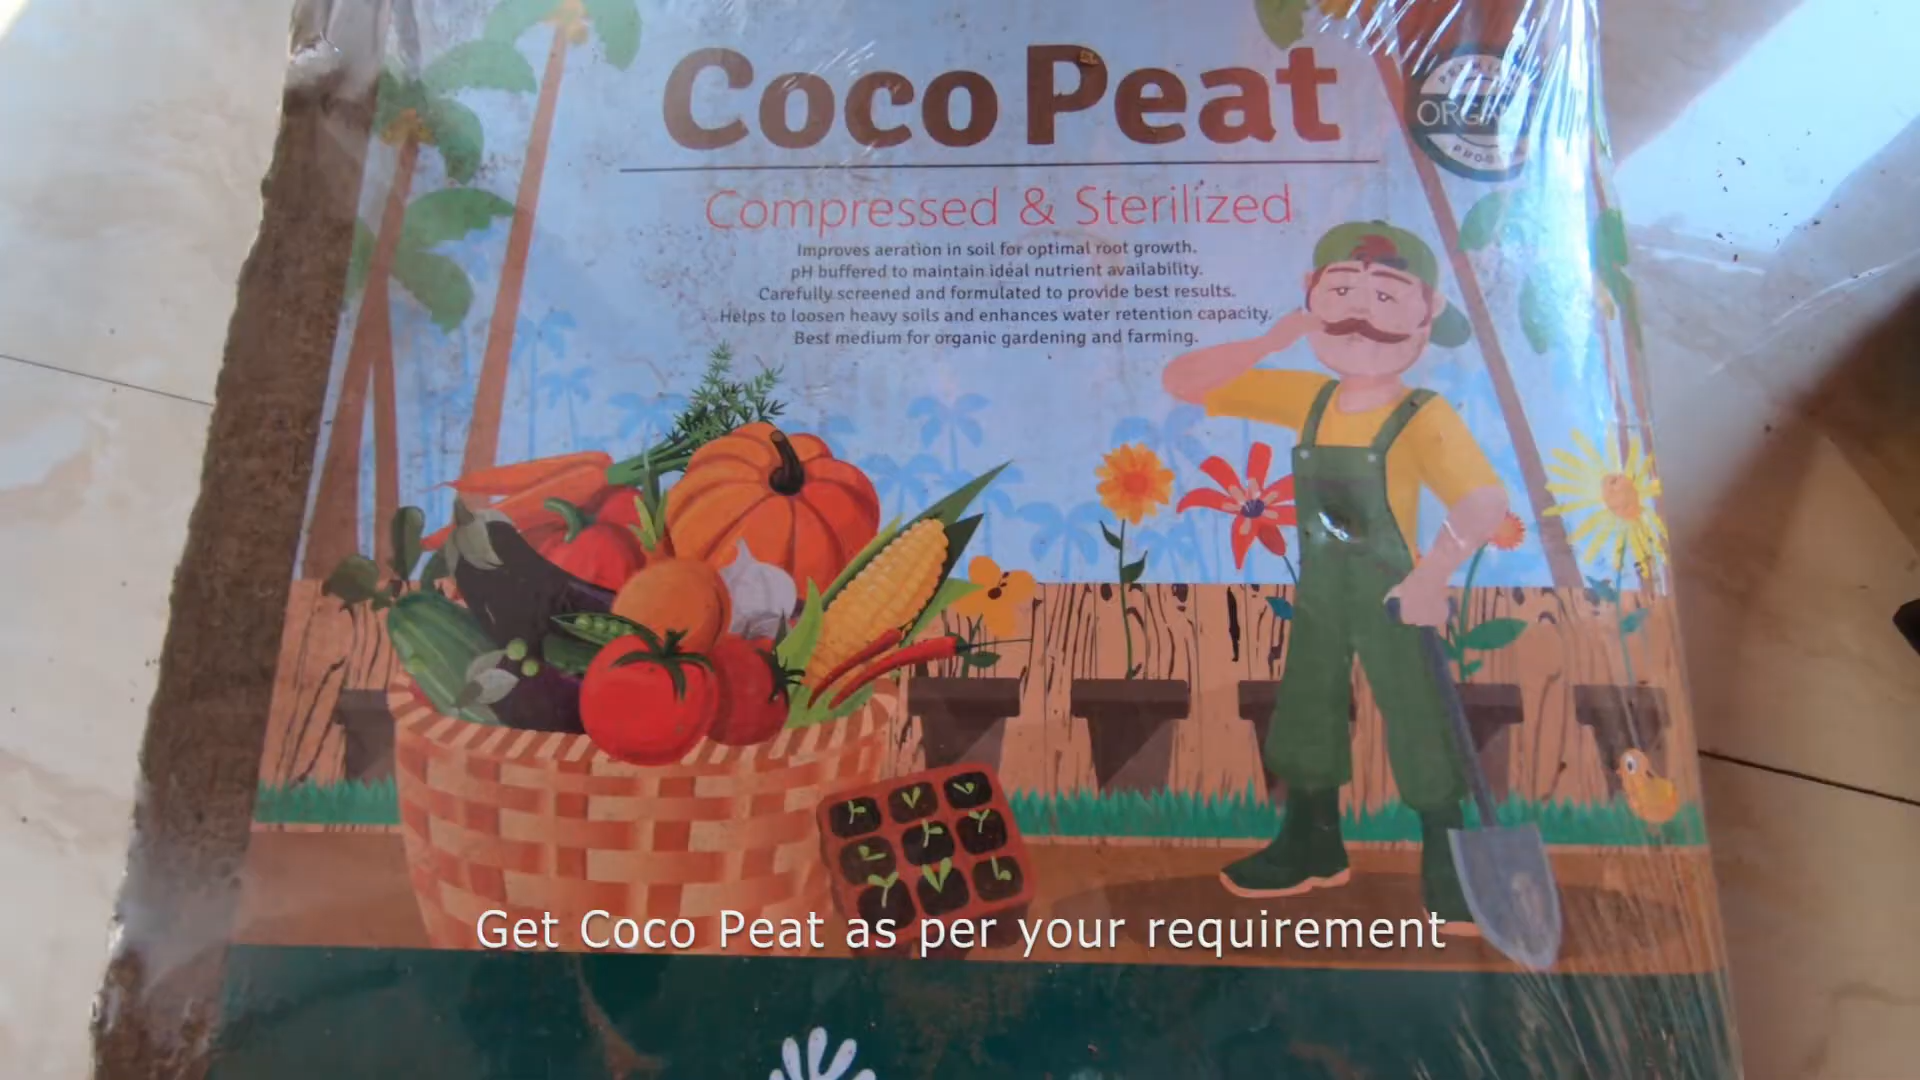 Coco Peat
Compressed & Sterilized
Improves aeration in soil for optimal root growth.
pH buffered to maintain ideal nutrient availability.
Carefully screened and formulated to provide best results.
Helps to loosen heavy soils and enhances water retention capacity.
Best medium for organic gardening and farming.
Get Coco Peat as per your requirement